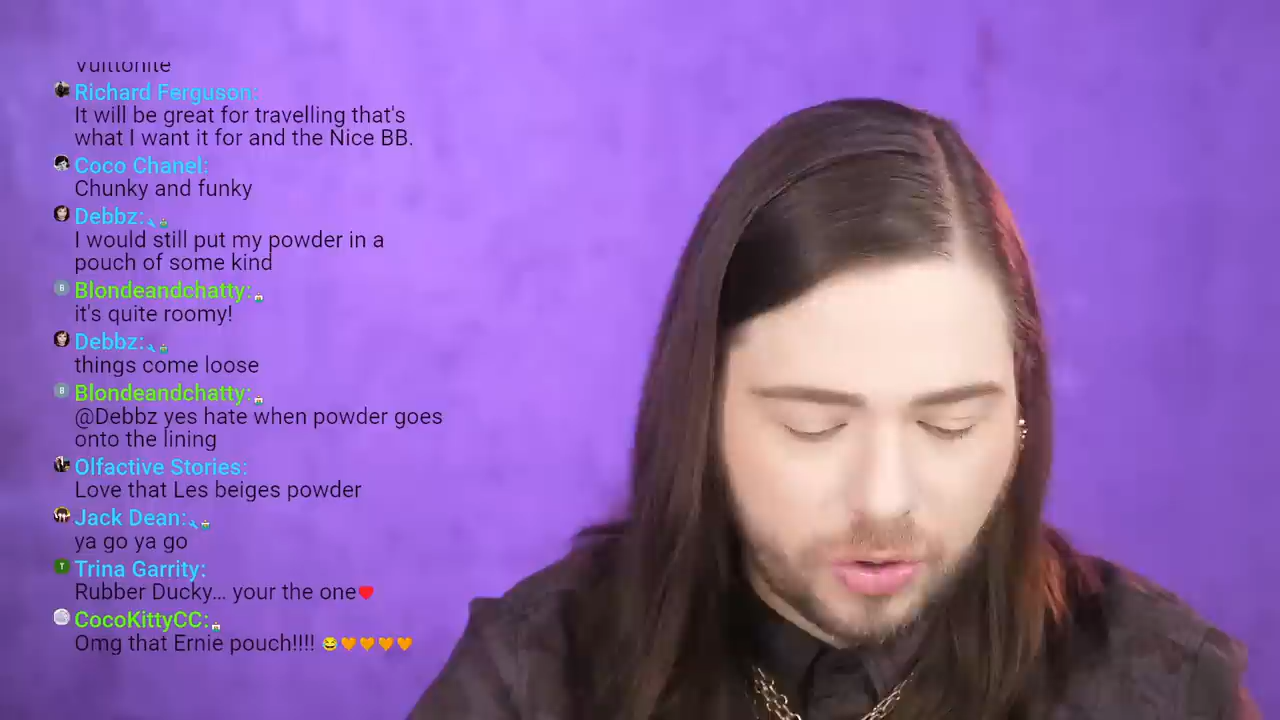 Vuittonite
Richard Ferguson:
It will be great for travelling that's
what I want it for and the Nice BB.
Coco Chanel:
Chunky and funky
Debbz:
I would still put my powder in a
pouch of some kind
Blondeandchatty:
it's quite roomy!
Debbz:
things come loose
Blondeandchatty:
@Debbz yes hate when powder goes
onto the lining
Olfactive Stories:
Love that Les beiges powder
Jack Dean:
ya go ya go
Trina Garrity:
Rubber Ducky... your the one❤️
CocoKittyCC:
Omg that Ernie pouch!!!! 😂🧡🧡🧡🧡